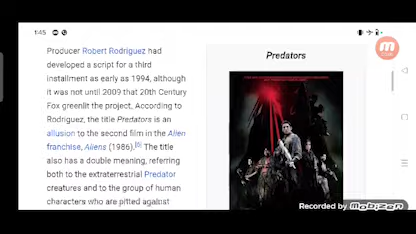 1:45
Producer Robert Rodriguez had
developed a script for a third
installment as early as 1994, although
it was not until 2009 that 20th Century
Fox greenlit the project, According to
Rodriguez, the title Predators is an
allusion to the second film in the Alien
franchise, Aliens (1986).[6] The title
also has a double meaning, referring
both to the extraterrestrial Predator
creatures and to the group of human
characters who are pitted against
Predators
Recorded by Mobizen